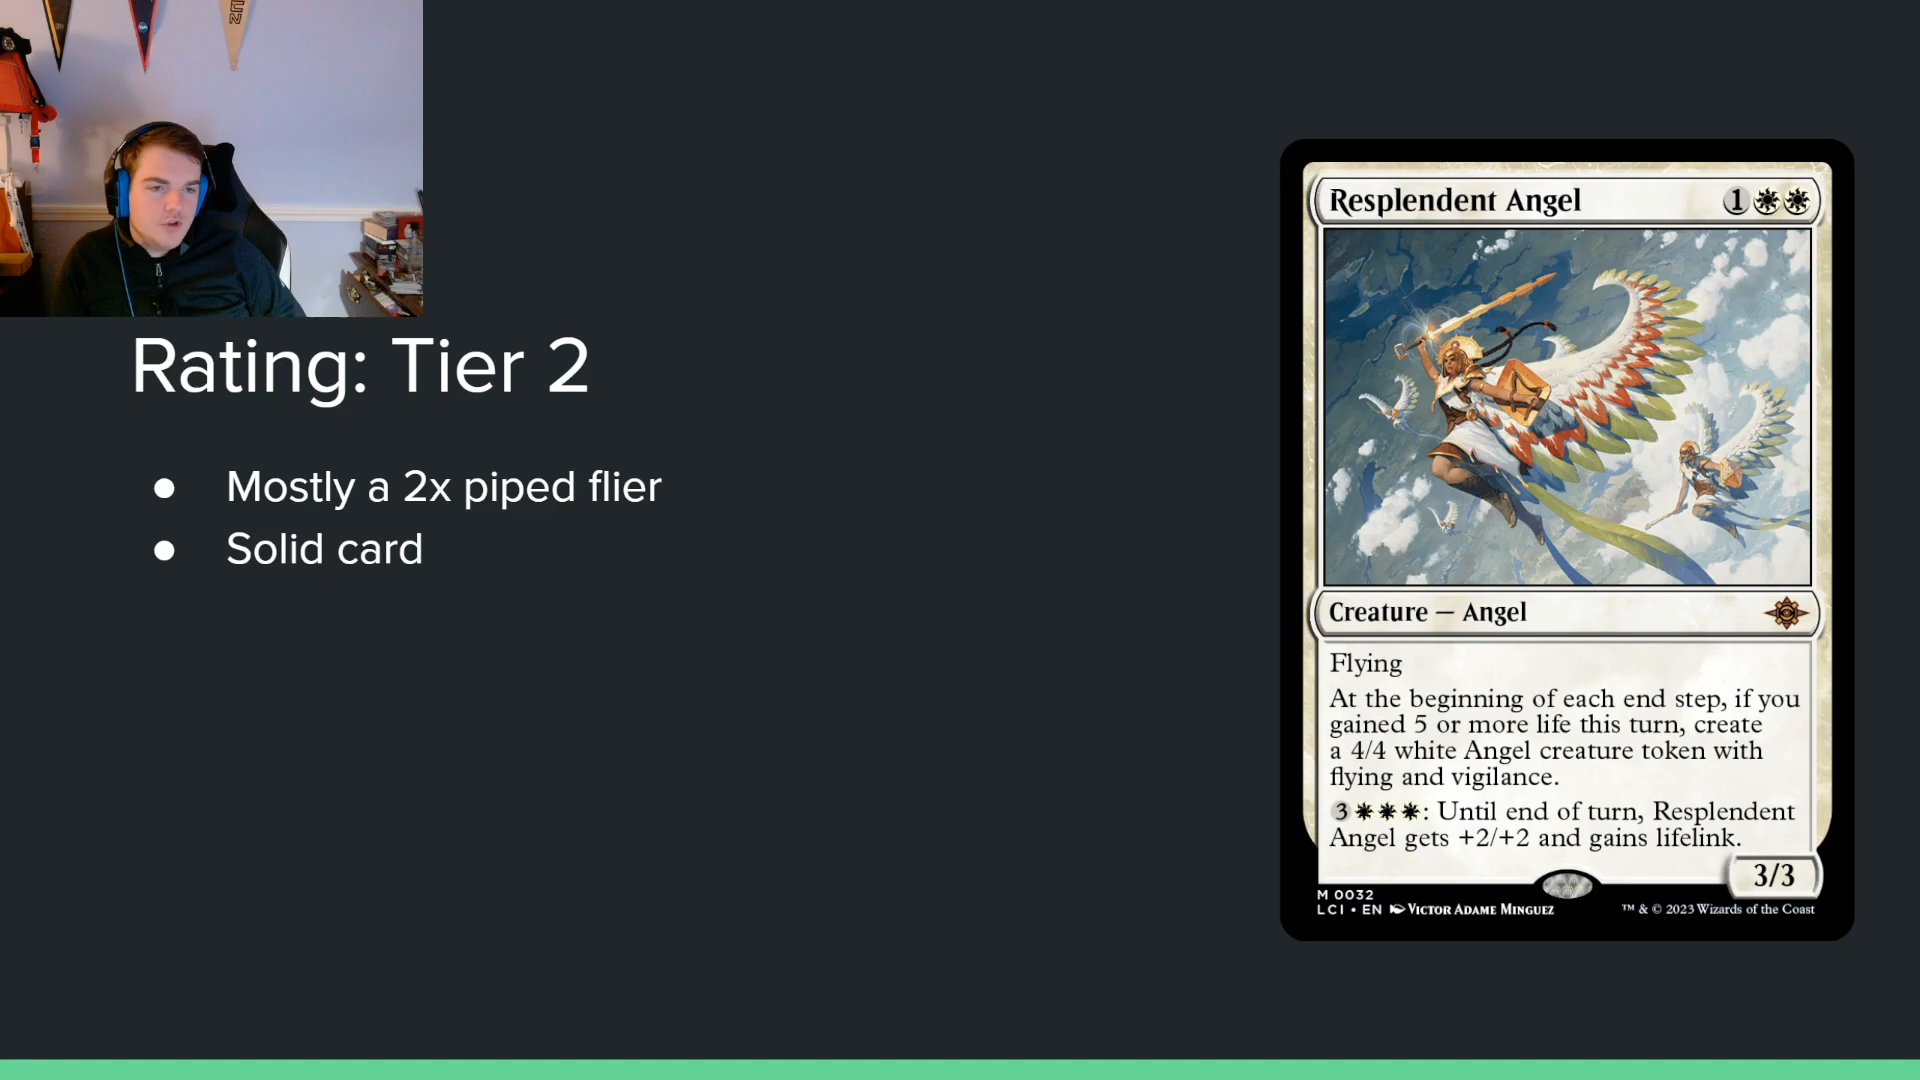 Rating: Tier 2
● Mostly a 2x piped flier
● Solid card
Resplendent Angel 1
Creature — Angel
Flying
At the beginning of each end step, if you
gained 5 or more life this turn, create
a 4/4 white Angel creature token with
flying and vigilance.
3: Until end of turn, Resplendent
Angel gets +2/+2 and gains lifelink.
3/3
M 0032
LCI • EN VICTOR ADAME MINGUEZ
™ & © 2023 Wizards of the Coast